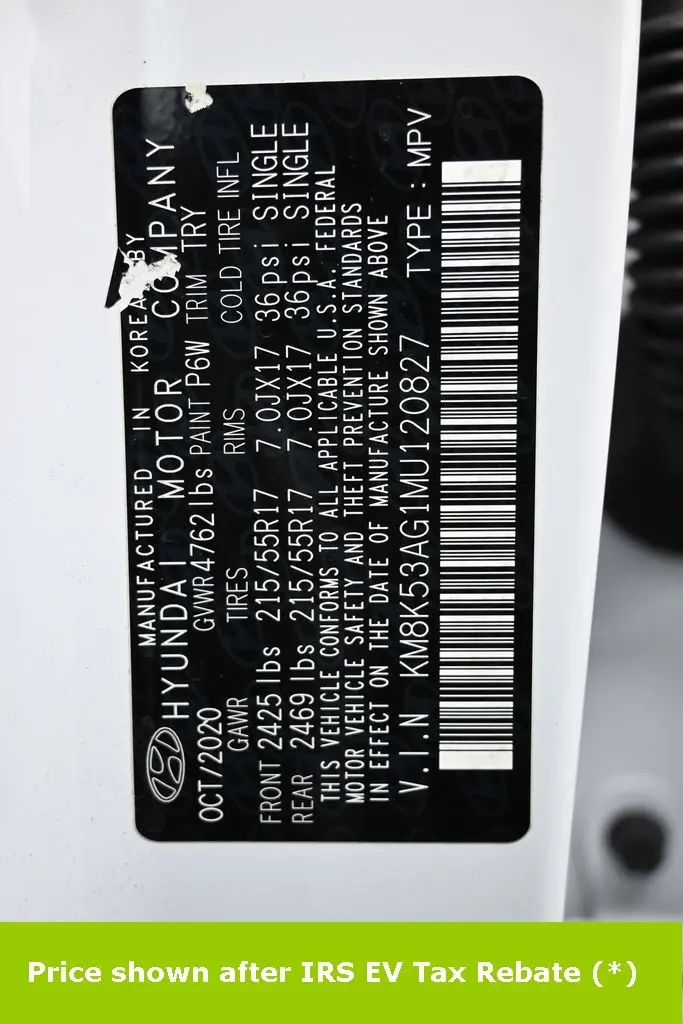 MANUFACTURED IN KOREA BY
HYUNDAI MOTOR COMPANY
OCT/2020 GVWR 4762 lbs PAINT P6W TRIM TRY
GAWR TIRES RIMS COLD TIRE INFL
FRONT 2425 lbs 215/55R17 7.0JX17 36psi SINGLE
REAR 2469 lbs 215/55R17 7.0JX17 36psi SINGLE
THIS VEHICLE CONFORMS TO ALL APPLICABLE U.S.A. FEDERAL
MOTOR VEHICLE SAFETY AND THEFT PREVENTION STANDARDS
IN EFFECT ON THE DATE OF MANUFACTURE SHOWN ABOVE
V.I.N KM8K53AG1MU120827 TYPE : MPV
Price shown after IRS EV Tax Rebate (*)